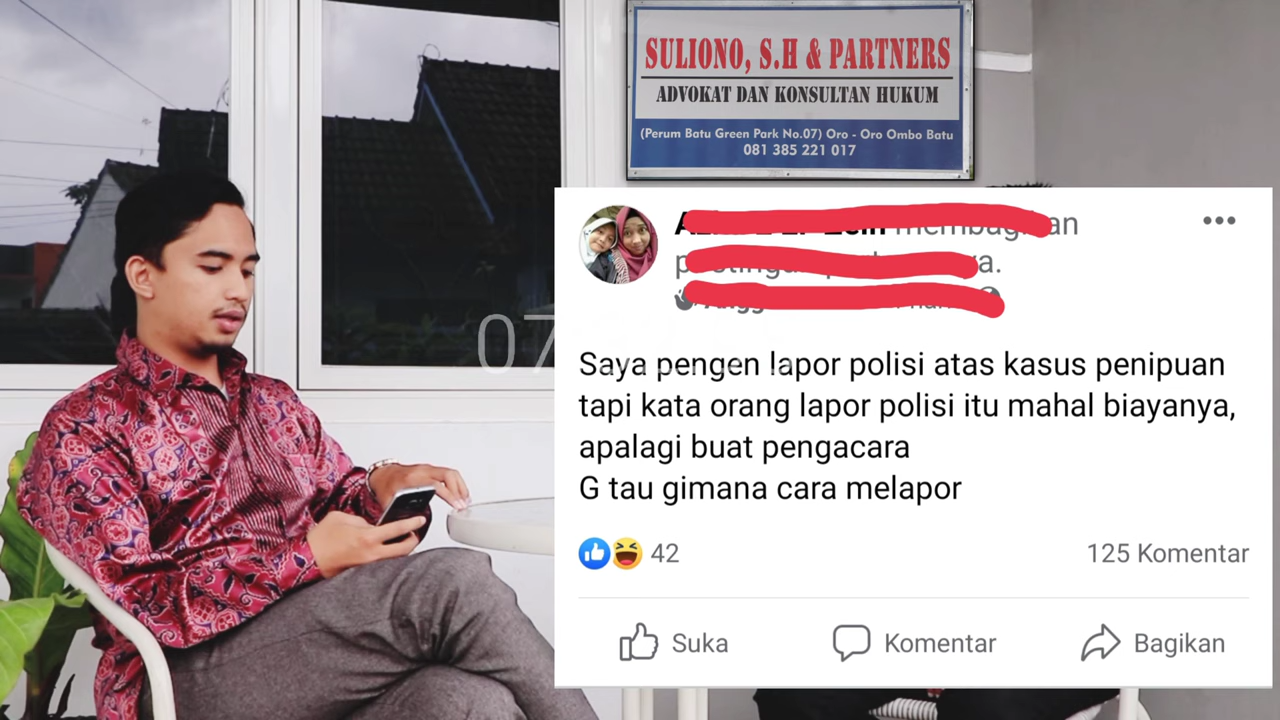 SULIONO, S.H & PARTNERS
ADVOKAT DAN KONSULTAN HUKUM
(Perum Batu Green Park No.07) Oro - Oro Ombo Batu
081 385 221 017
Saya pengen lapor polisi atas kasus penipuan
tapi kata orang lapor polisi itu mahal biayanya,
apalagi buat pengacara
G tau gimana cara melapor
42
125 Komentar
Suka
Komentar
Bagikan